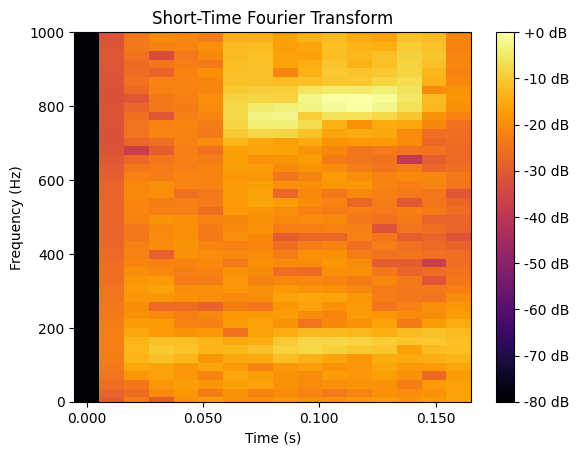 Short-Time Fourier Transform
1000
800
600
400
200
0
Frequency (Hz)
0.000
0.050
0.100
0.150
Time (s)
+0 dB
-10 dB
-20 dB
-30 dB
-40 dB
-50 dB
-60 dB
-70 dB
-80 dB